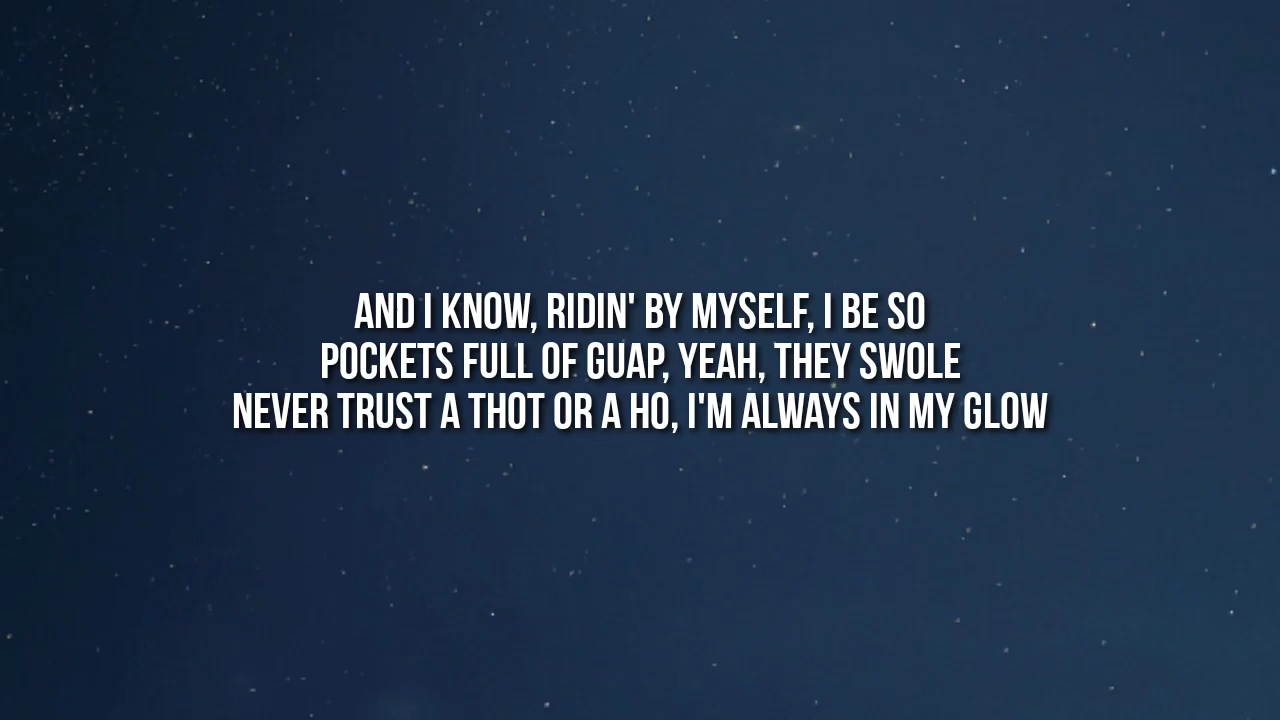 AND I KNOW, RIDIN' BY MYSELF, I BE SO
POCKETS FULL OF GUAP, YEAH, THEY SWOLE
NEVER TRUST A THOT OR A HO, I'M ALWAYS IN MY GLOW